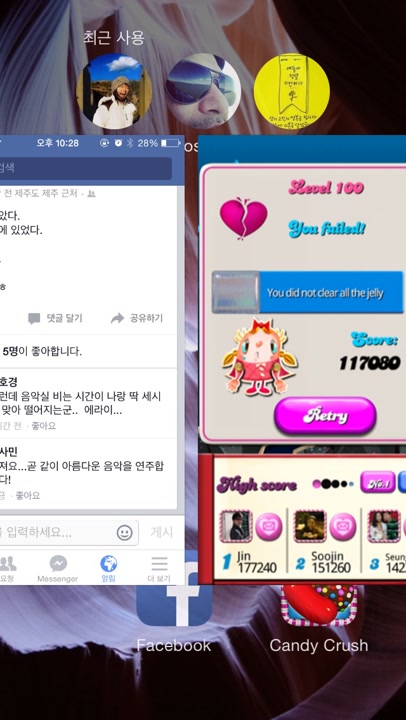 최근 사용
os
오후 10:28
28%
검색
전 제주도 제주 근처 ·
았다.
에 있었다.
ㅎ
댓글 달기
공유하기
5명이 좋아합니다.
호경
런데 음악실 비는 시간이 나랑 딱 세시
맞아 떨어지는군.. 에라이...
시간 전 · 좋아요
사민
져요...곧 같이 아름다운 음악을 연주합
다!
금 · 좋아요
을 입력하세요...
게시
요청
Messenger
알림
더 보기
Level 100
You failed!
You did not clear all the jelly
Score:
117080
Retry
High score
No.1
1 Jin
177240
2 Soojin
151260
3 Seun
142
Facebook
Candy Crush